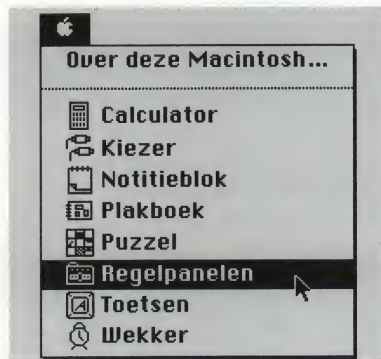 Over deze Macintosh...
Calculator
Kiezer
Notitieblok
Plakboek
Puzzel
Regelpanelen
Toetsen
Wekker